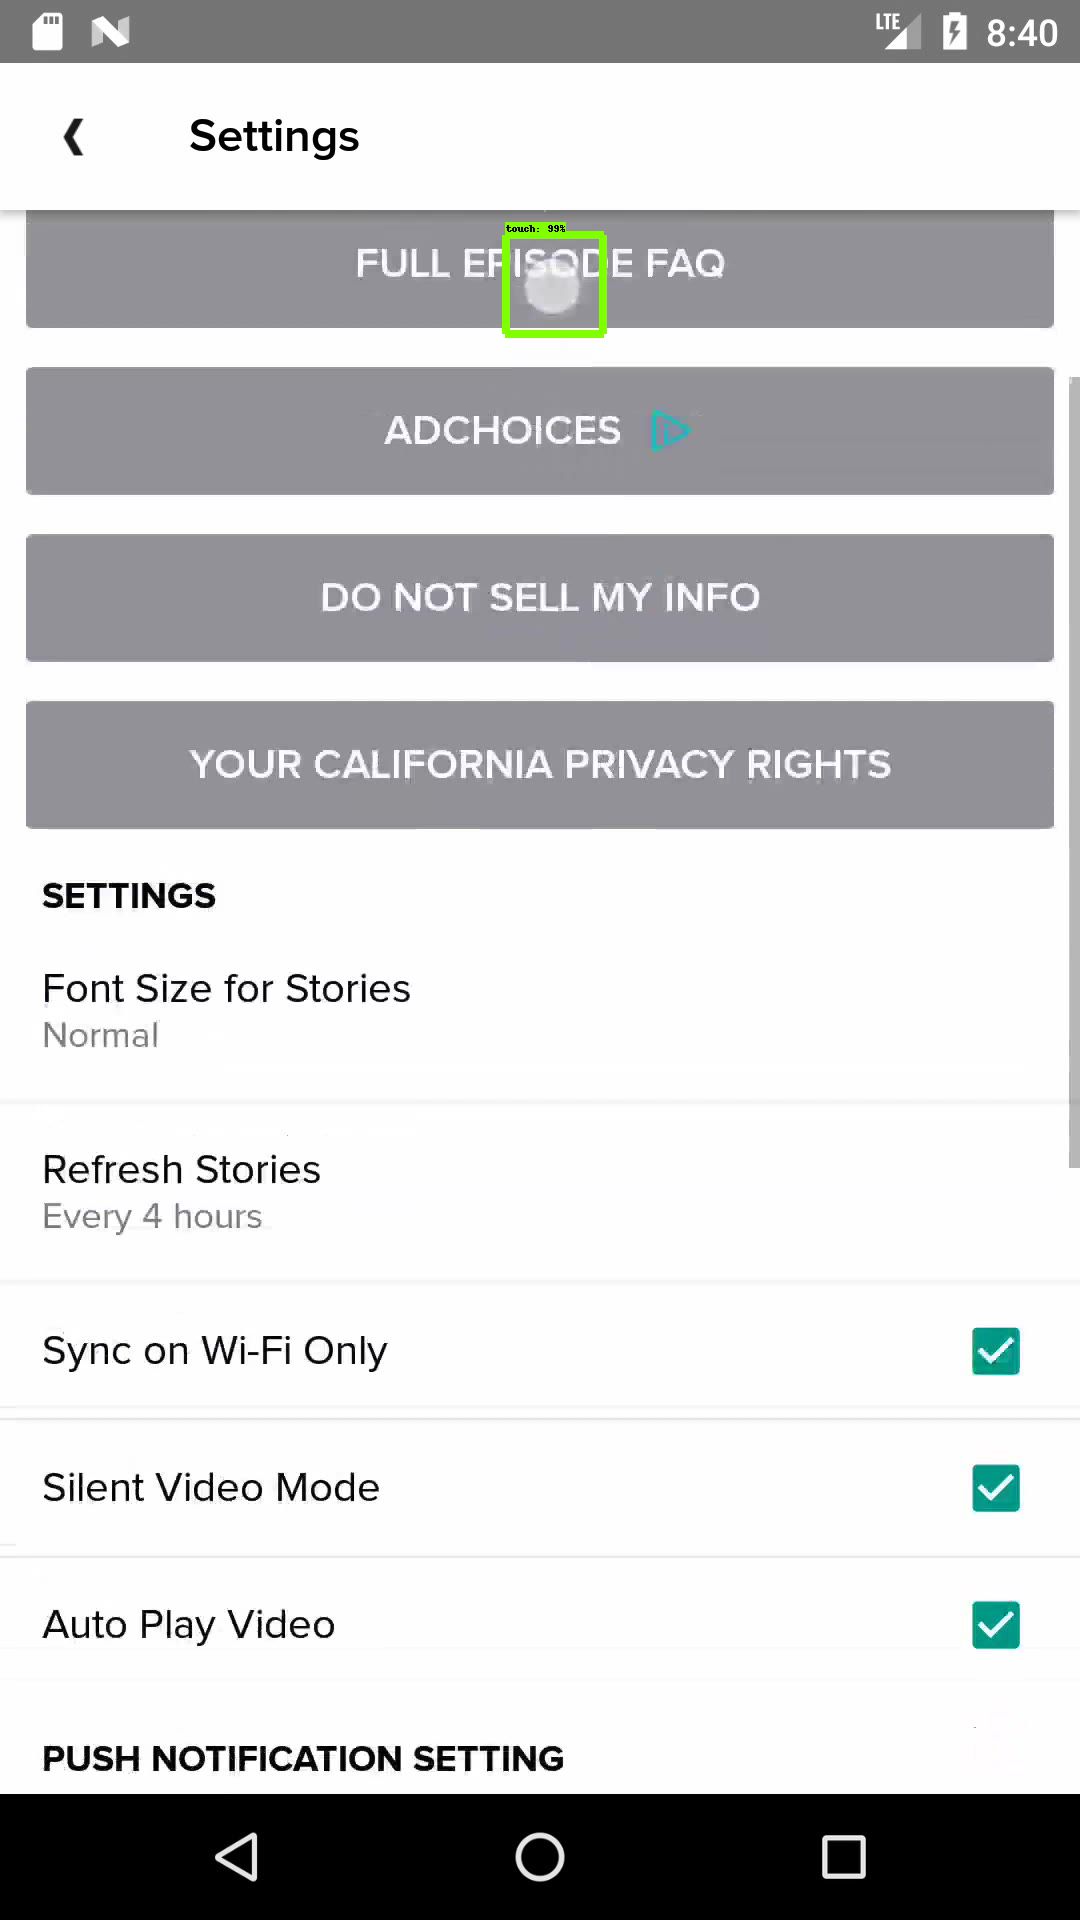 LTE 8:40
Settings
touch: 99%
FULL EPISODE FAQ
ADCHOICES
DO NOT SELL MY INFO
YOUR CALIFORNIA PRIVACY RIGHTS
SETTINGS
Font Size for Stories
Normal
Refresh Stories
Every 4 hours
Sync on Wi-Fi Only
Silent Video Mode
Auto Play Video
PUSH NOTIFICATION SETTING